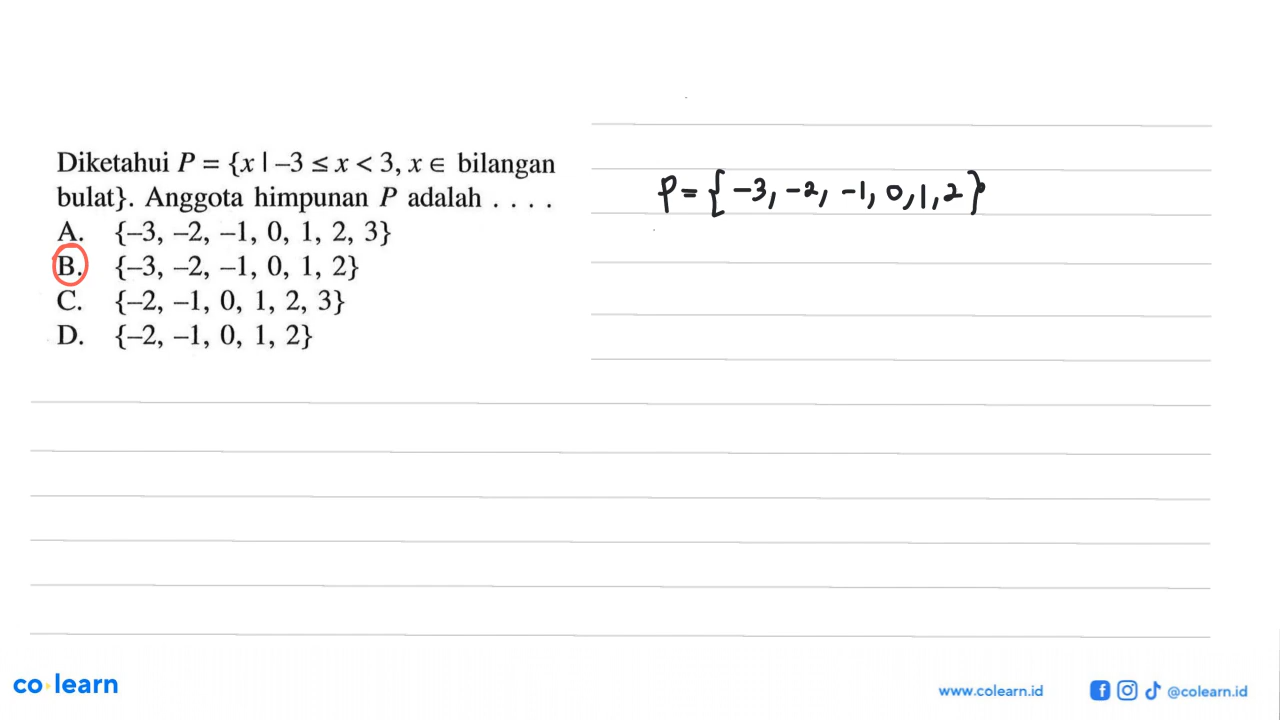 Diketahui P = {x | –3 ≤ x < 3, x ∈ bilangan
bulat}. Anggota himpunan P adalah . . . .
A. {–3, –2, –1, 0, 1, 2, 3}
B. {–3, –2, –1, 0, 1, 2}
C. {–2, –1, 0, 1, 2, 3}
D. {–2, –1, 0, 1, 2}
P = { -3, -2, -1, 0, 1, 2 }
co learn
www.colearn.id
@colearn.id